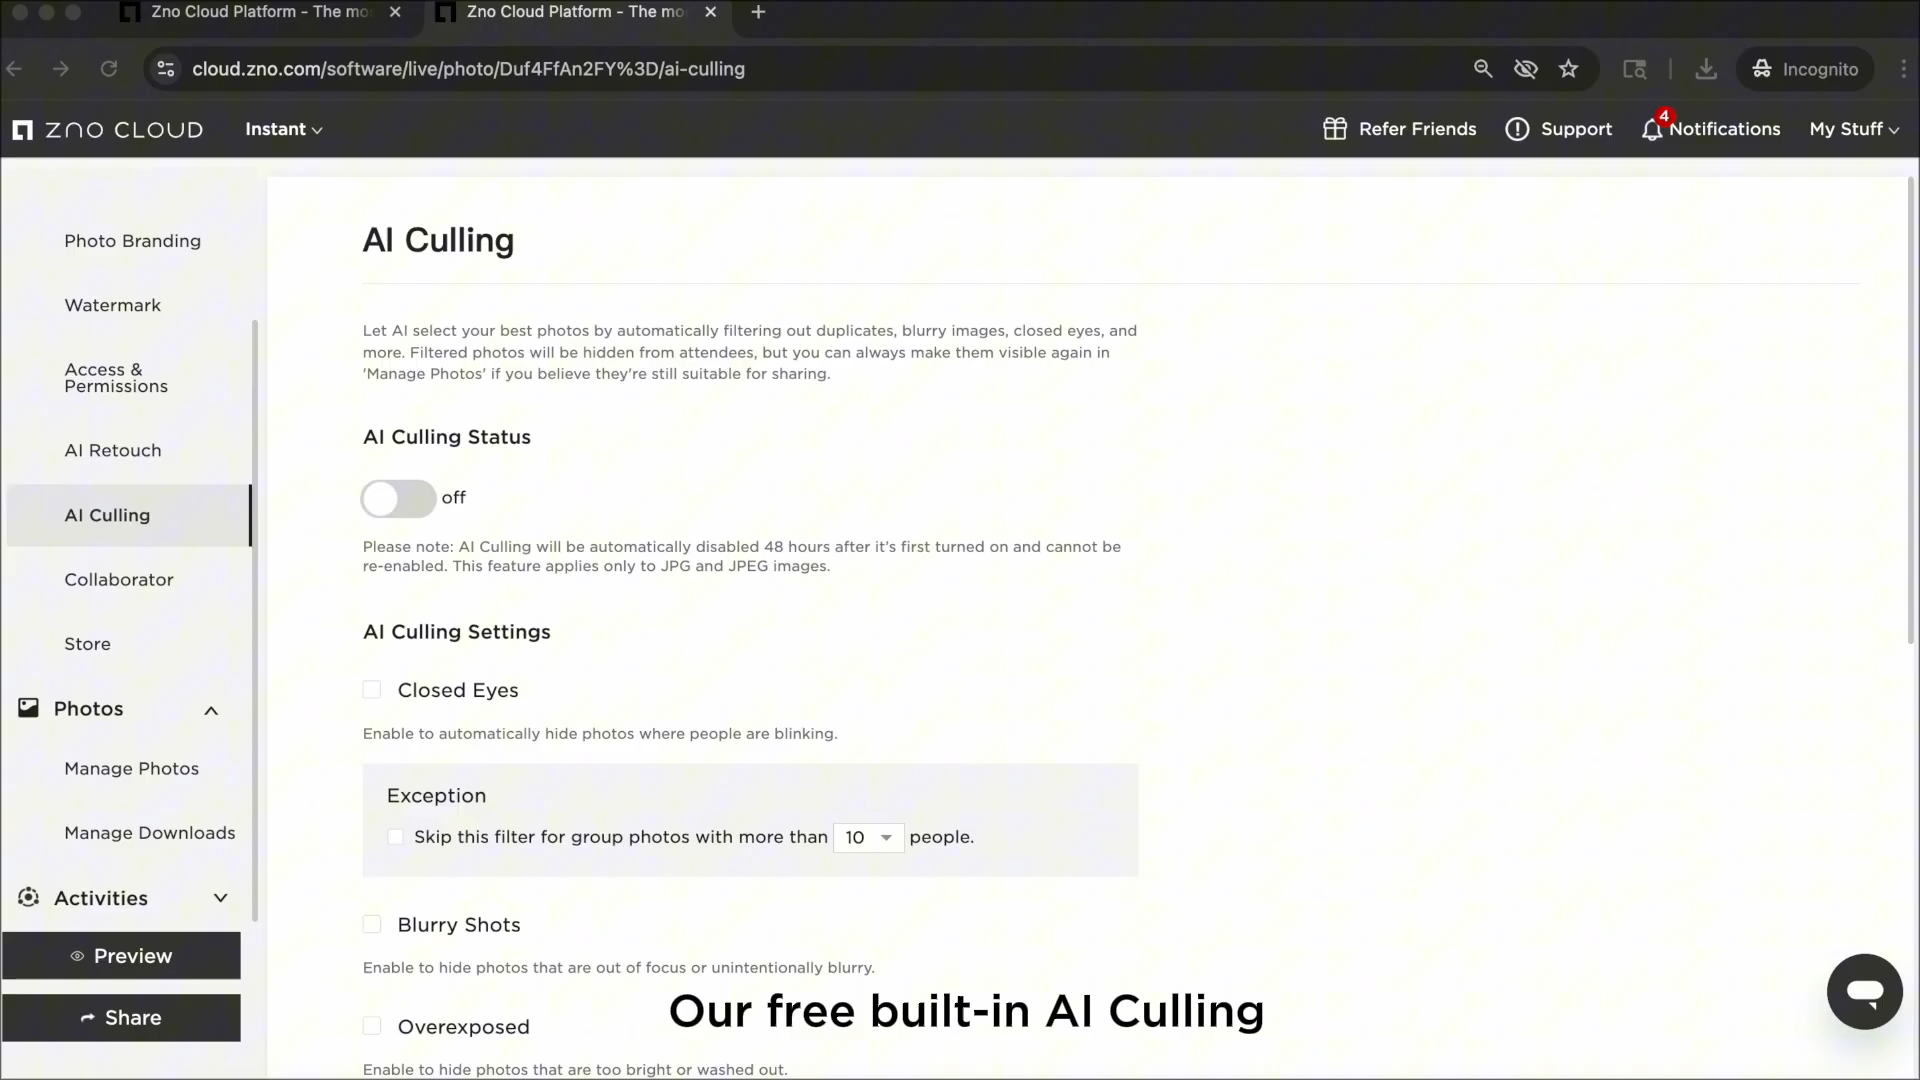 Zno Cloud Platform - The mo
Zno Cloud Platform - The mo
cloud.zno.com/software/live/photo/Duf4FfAn2FY%3D/ai-culling
Incognito
ZNO CLOUD
Instant
Refer Friends
Support
4
Notifications
My Stuff
Photo Branding
Watermark
Access &
Permissions
AI Retouch
AI Culling
Collaborator
Store
Photos
Manage Photos
Manage Downloads
Activities
Preview
Share
AI Culling
Let AI select your best photos by automatically filtering out duplicates, blurry images, closed eyes, and
more. Filtered photos will be hidden from attendees, but you can always make them visible again in
'Manage Photos' if you believe they're still suitable for sharing.
AI Culling Status
off
Please note: AI Culling will be automatically disabled 48 hours after it's first turned on and cannot be
re-enabled. This feature applies only to JPG and JPEG images.
AI Culling Settings
Closed Eyes
Enable to automatically hide photos where people are blinking.
Exception
Skip this filter for group photos with more than 10 people.
Blurry Shots
Enable to hide photos that are out of focus or unintentionally blurry.
Our free built-in AI Culling
Overexposed
Enable to hide photos that are too bright or washed out.